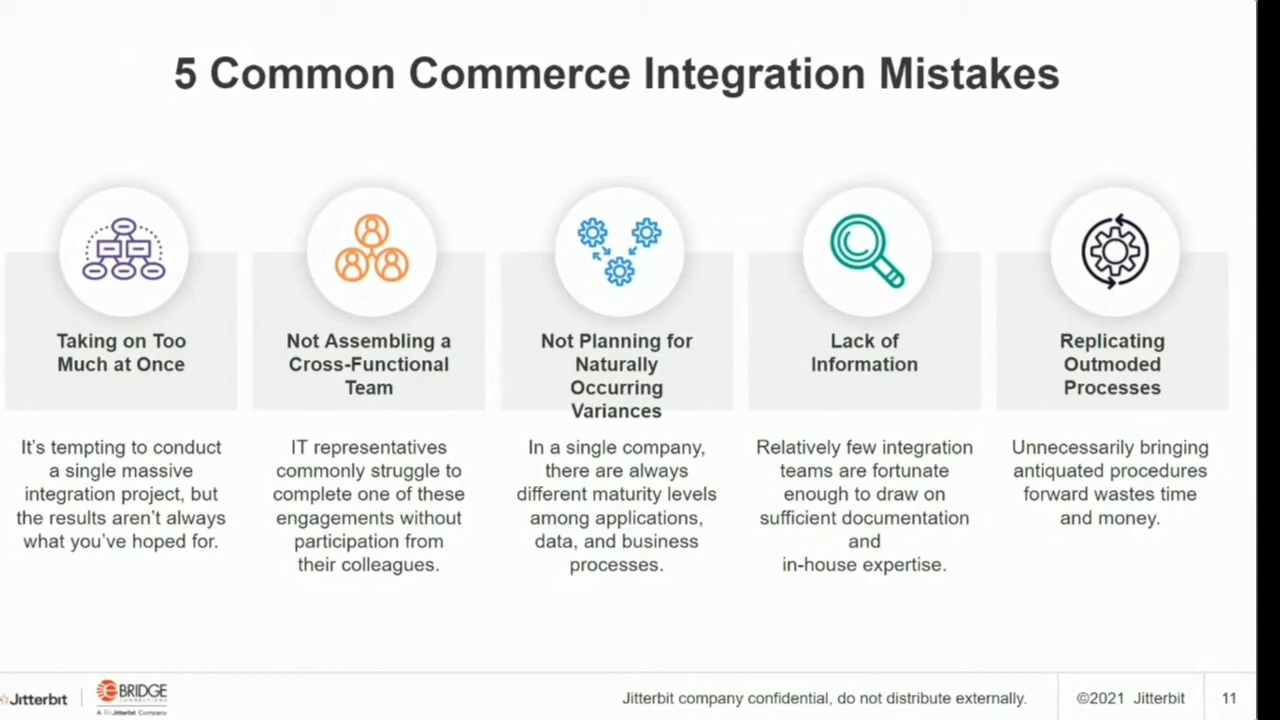 5 Common Commerce Integration Mistakes
Taking on Too
Much at Once
It's tempting to conduct
a single massive
integration project, but
the results aren't always
what you've hoped for.
Not Assembling a
Cross-Functional
Team
IT representatives
commonly struggle to
complete one of these
engagements without
participation from
their colleagues.
Not Planning for
Naturally
Occurring
Variances
In a single company,
there are always
different maturity levels
among applications,
data, and business
processes.
Lack of
Information
Relatively few integration
teams are fortunate
enough to draw on
sufficient documentation
and
in-house expertise.
Replicating
Outmoded
Processes
Unnecessarily bringing
antiquated procedures
forward wastes time
and money.
Jitterbit
eBRIDGE
CONNECTIONS
A Jitterbit Company
Jitterbit company confidential, do not distribute externally.
©2021 Jitterbit
11